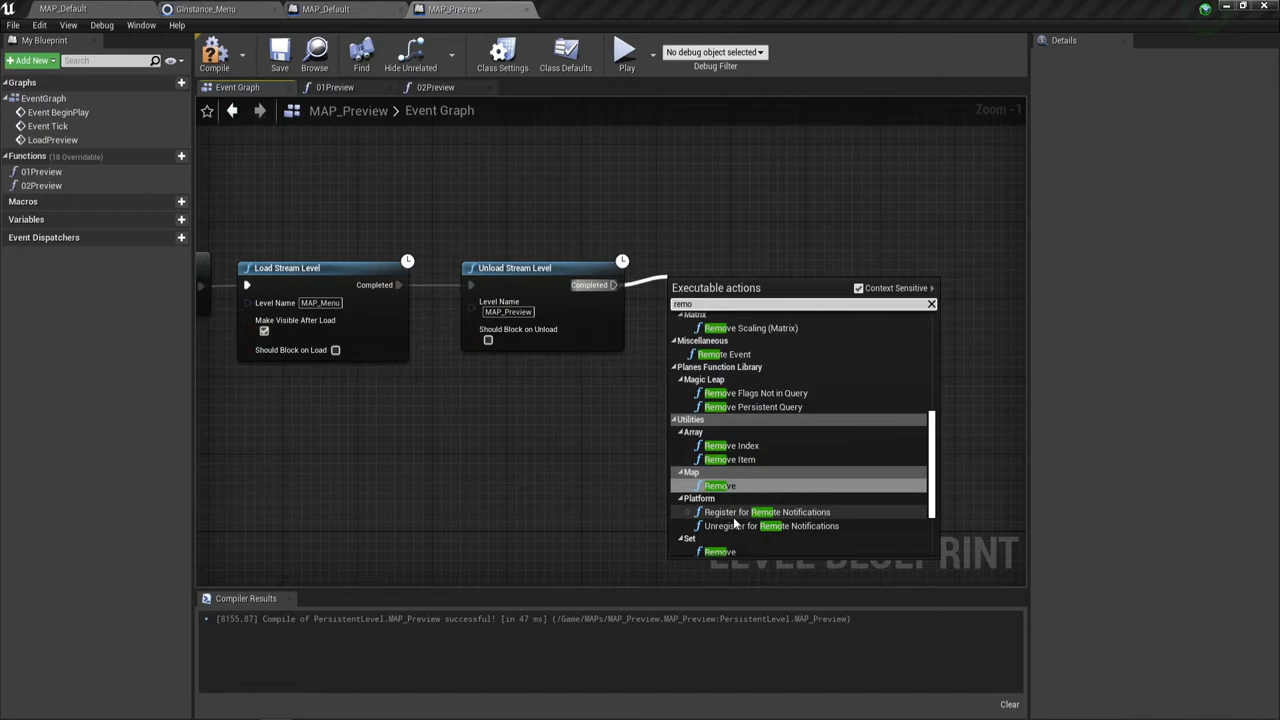 MAP_Default
GInstance_Menu
MAP_Default
MAP_Preview*
File Edit View Debug Window Help
My Blueprint
Details
+ Add New
Search
Compile
Save
Browse
Find
Hide Unrelated
Class Settings
Class Defaults
Play
No debug object selected
Debug Filter
Graphs
EventGraph
Event BeginPlay
Event Tick
LoadPreview
Functions (18 Overridable)
01Preview
02Preview
Macros
Variables
Event Dispatchers
Event Graph
01Preview
02Preview
MAP_Preview > Event Graph
Zoom -1
Load Stream Level
Completed
Level Name MAP_Menu
Make Visible After Load
Should Block on Load
Unload Stream Level
Completed
Level Name
MAP_Preview
Should Block on Unload
Executable actions
Context Sensitive
remo
Matrix
Remove Scaling (Matrix)
Miscellaneous
Remote Event
Planes Function Library
Magic Leap
Remove Flags Not in Query
Remove Persistent Query
Utilities
Array
Remove Index
Remove Item
Map
Remove
Platform
Register for Remote Notifications
Unregister for Remote Notifications
Set
Remove
LEVEL BLUEPRINT
Compiler Results
[8155,87] Compile of PersistentLevel.MAP_Preview successful! [in 47 ms] (/Game/MAPs/MAP_Preview.MAP_Preview:PersistentLevel.MAP_Preview)
Clear